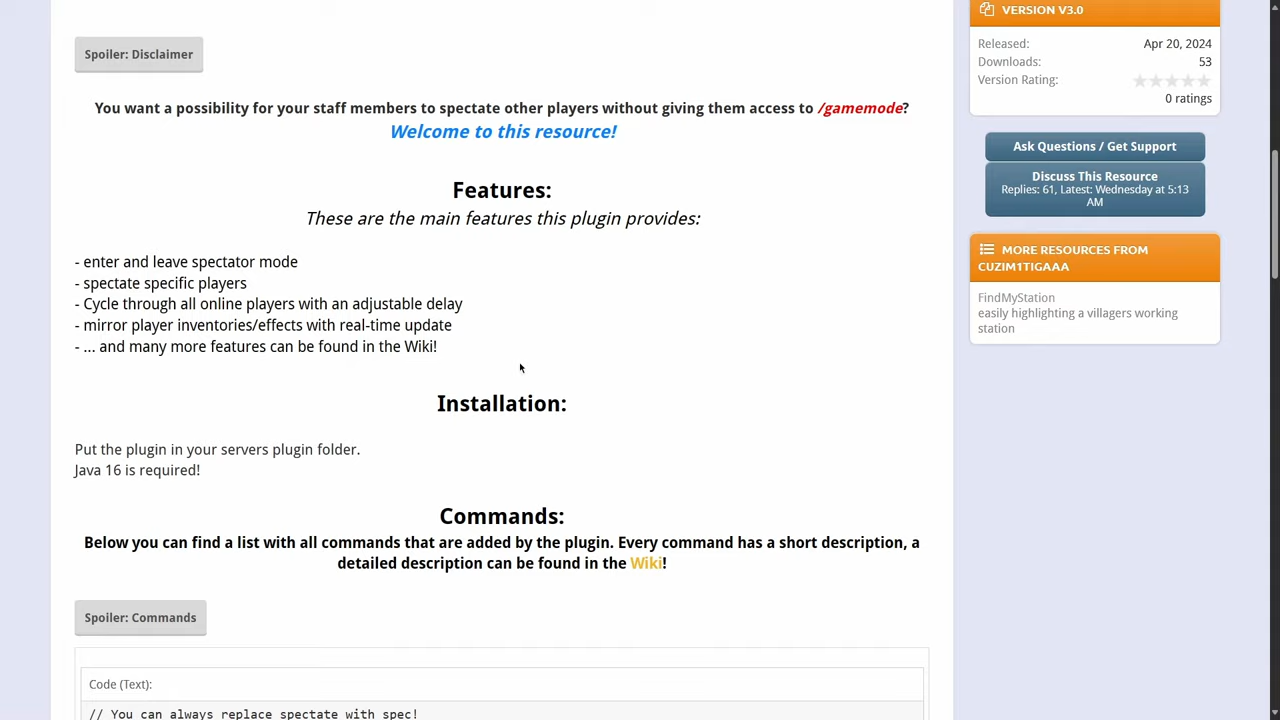 Spoiler: Disclaimer
You want a possibility for your staff members to spectate other players without giving them access to /gamemode?
Welcome to this resource!
Features:
These are the main features this plugin provides:
- enter and leave spectator mode
- spectate specific players
- Cycle through all online players with an adjustable delay
- mirror player inventories/effects with real-time update
- ... and many more features can be found in the Wiki!
Installation:
Put the plugin in your servers plugin folder.
Java 16 is required!
Commands:
Below you can find a list with all commands that are added by the plugin. Every command has a short description, a
detailed description can be found in the Wiki!
Spoiler: Commands
Code (Text):
// You can always replace spectate with spec!
VERSION V3.0
Released: Apr 20, 2024
Downloads: 53
Version Rating:
0 ratings
Ask Questions / Get Support
Discuss This Resource
Replies: 61, Latest: Wednesday at 5:13
AM
MORE RESOURCES FROM
CUZIM1TIGAAA
FindMyStation
easily highlighting a villagers working
station